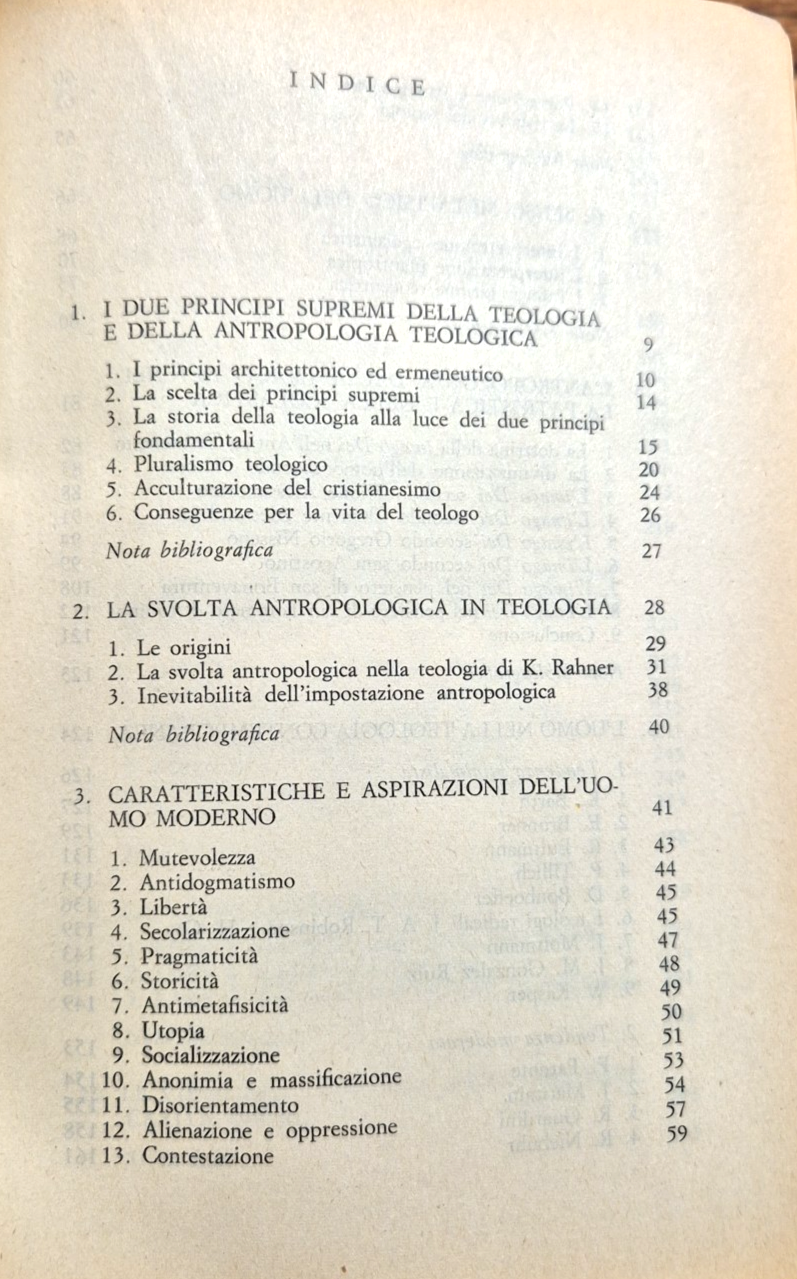 INDICE
1. I DUE PRINCIPI SUPREMI DELLA TEOLOGIA
E DELLA ANTROPOLOGIA TEOLOGICA 9
1. I principi architettonico ed ermeneutico 10
2. La scelta dei principi supremi 14
3. La storia della teologia alla luce dei due principi
fondamentali 15
4. Pluralismo teologico 20
5. Acculturazione del cristianesimo 24
6. Conseguenze per la vita del teologo 26
Nota bibliografica 27
2. LA SVOLTA ANTROPOLOGICA IN TEOLOGIA 28
1. Le origini 29
2. La svolta antropologica nella teologia di K. Rahner 31
3. Inevitabilità dell'impostazione antropologica 38
Nota bibliografica 40
3. CARATTERISTICHE E ASPIRAZIONI DELL'UO-
MO MODERNO 41
1. Mutevolezza 43
2. Antidogmatismo 44
3. Libertà 45
4. Secolarizzazione 45
5. Pragmaticità 47
6. Storicità 48
7. Antimetafisicità 49
8. Utopia 50
9. Socializzazione 51
10. Anonimia e massificazione 53
11. Disorientamento 54
12. Alienazione e oppressione 57
13. Contestazione 59